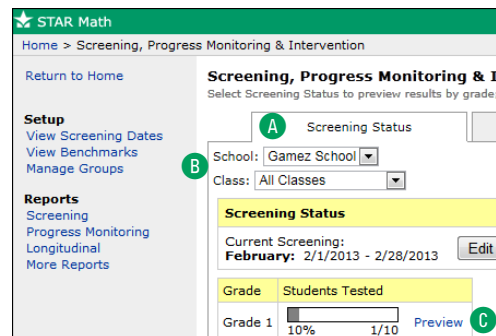 STAR Math
Home > Screening, Progress Monitoring & Intervention
Return to Home
Setup
View Screening Dates
View Benchmarks
Manage Groups
Reports
Screening
Progress Monitoring
Longitudinal
More Reports
Screening, Progress Monitoring & I
Select Screening Status to preview results by grade.
A Screening Status
B School: Gamez School
Class: All Classes
Screening Status
Current Screening:
February: 2/1/2013 - 2/28/2013 Edit
Grade Students Tested
Grade 1 Preview C
10% 1/10